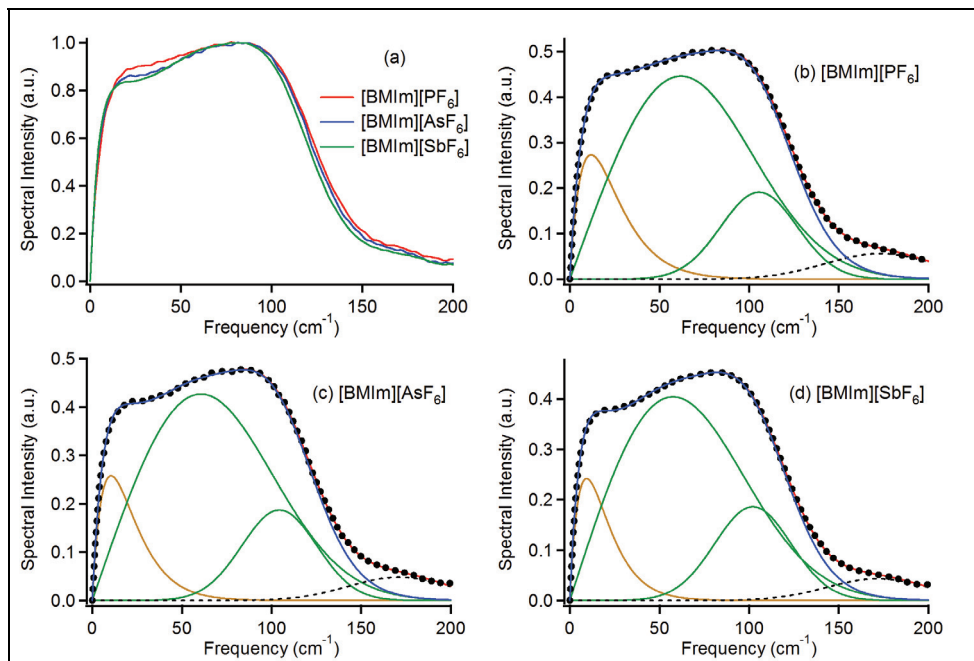 (a)
[BMIm][PF6]
[BMIm][AsF6]
[BMIm][SbF6]
Spectral Intensity (a.u.)
1.0
0.8
0.6
0.4
0.2
0.0
0 50 100 150 200
Frequency (cm-1)
(b) [BMIm][PF6]
Spectral Intensity (a.u.)
0.5
0.4
0.3
0.2
0.1
0.0
0 50 100 150 200
Frequency (cm-1)
c) [BMIm][AsF6]
Spectral Intensity (a.u.)
0.5
0.4
0.3
0.2
0.1
0.0
0 50 100 150 200
Frequency (cm-1)
(d) [BMIm][SbF6]
Spectral Intensity (a.u.)
0.5
0.4
0.3
0.2
0.1
0.0
0 50 100 150 200
Frequency (cm-1)